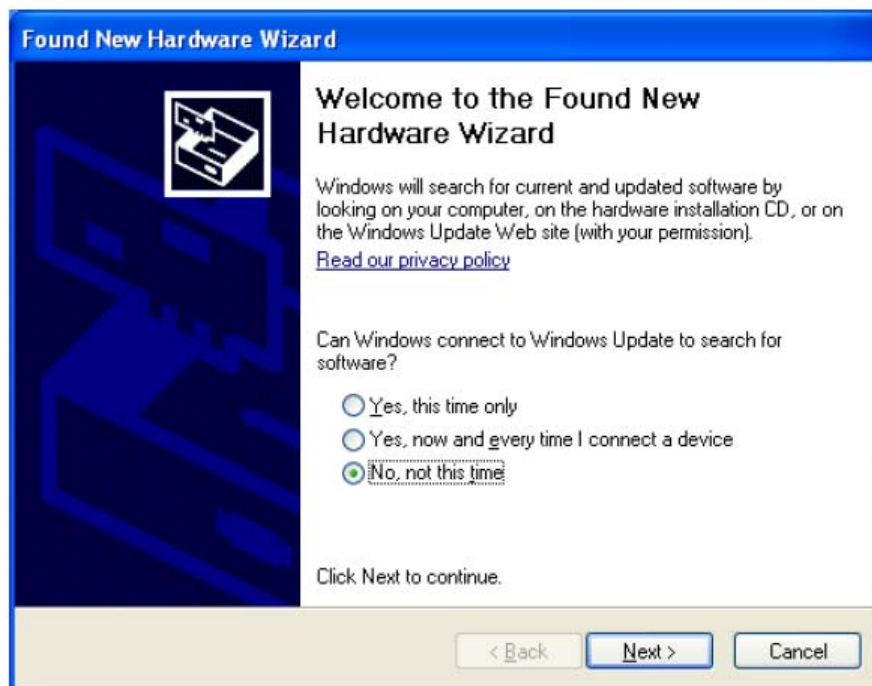 Found New Hardware Wizard
Welcome to the Found New
Hardware Wizard
Windows will search for current and updated software by
looking on your computer, on the hardware installation CD, or on
the Windows Update Web site (with your permission).
Read our privacy policy
Can Windows connect to Windows Update to search for
software?
Yes, this time only
Yes, now and every time I connect a device
No, not this time
Click Next to continue.
< Back
Next >
Cancel